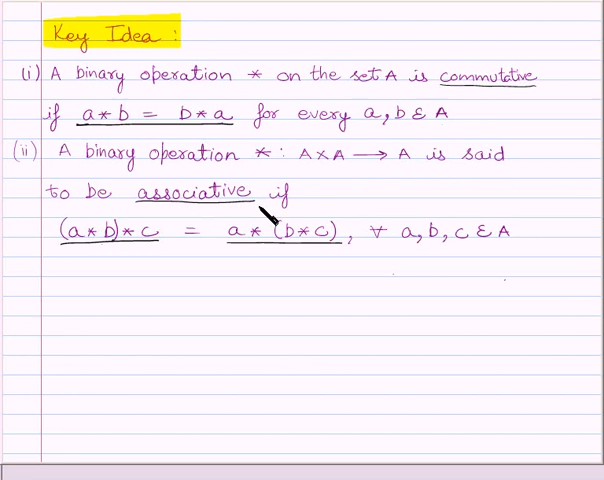 Key Idea :
(i) A binary operation * on the set A is commutative
if a * b = b * a for every a, b ε A
(ii) A binary operation * : A × A → A is said
to be associative if
(a * b) * c = a * (b * c), ∀ a, b, c ε A